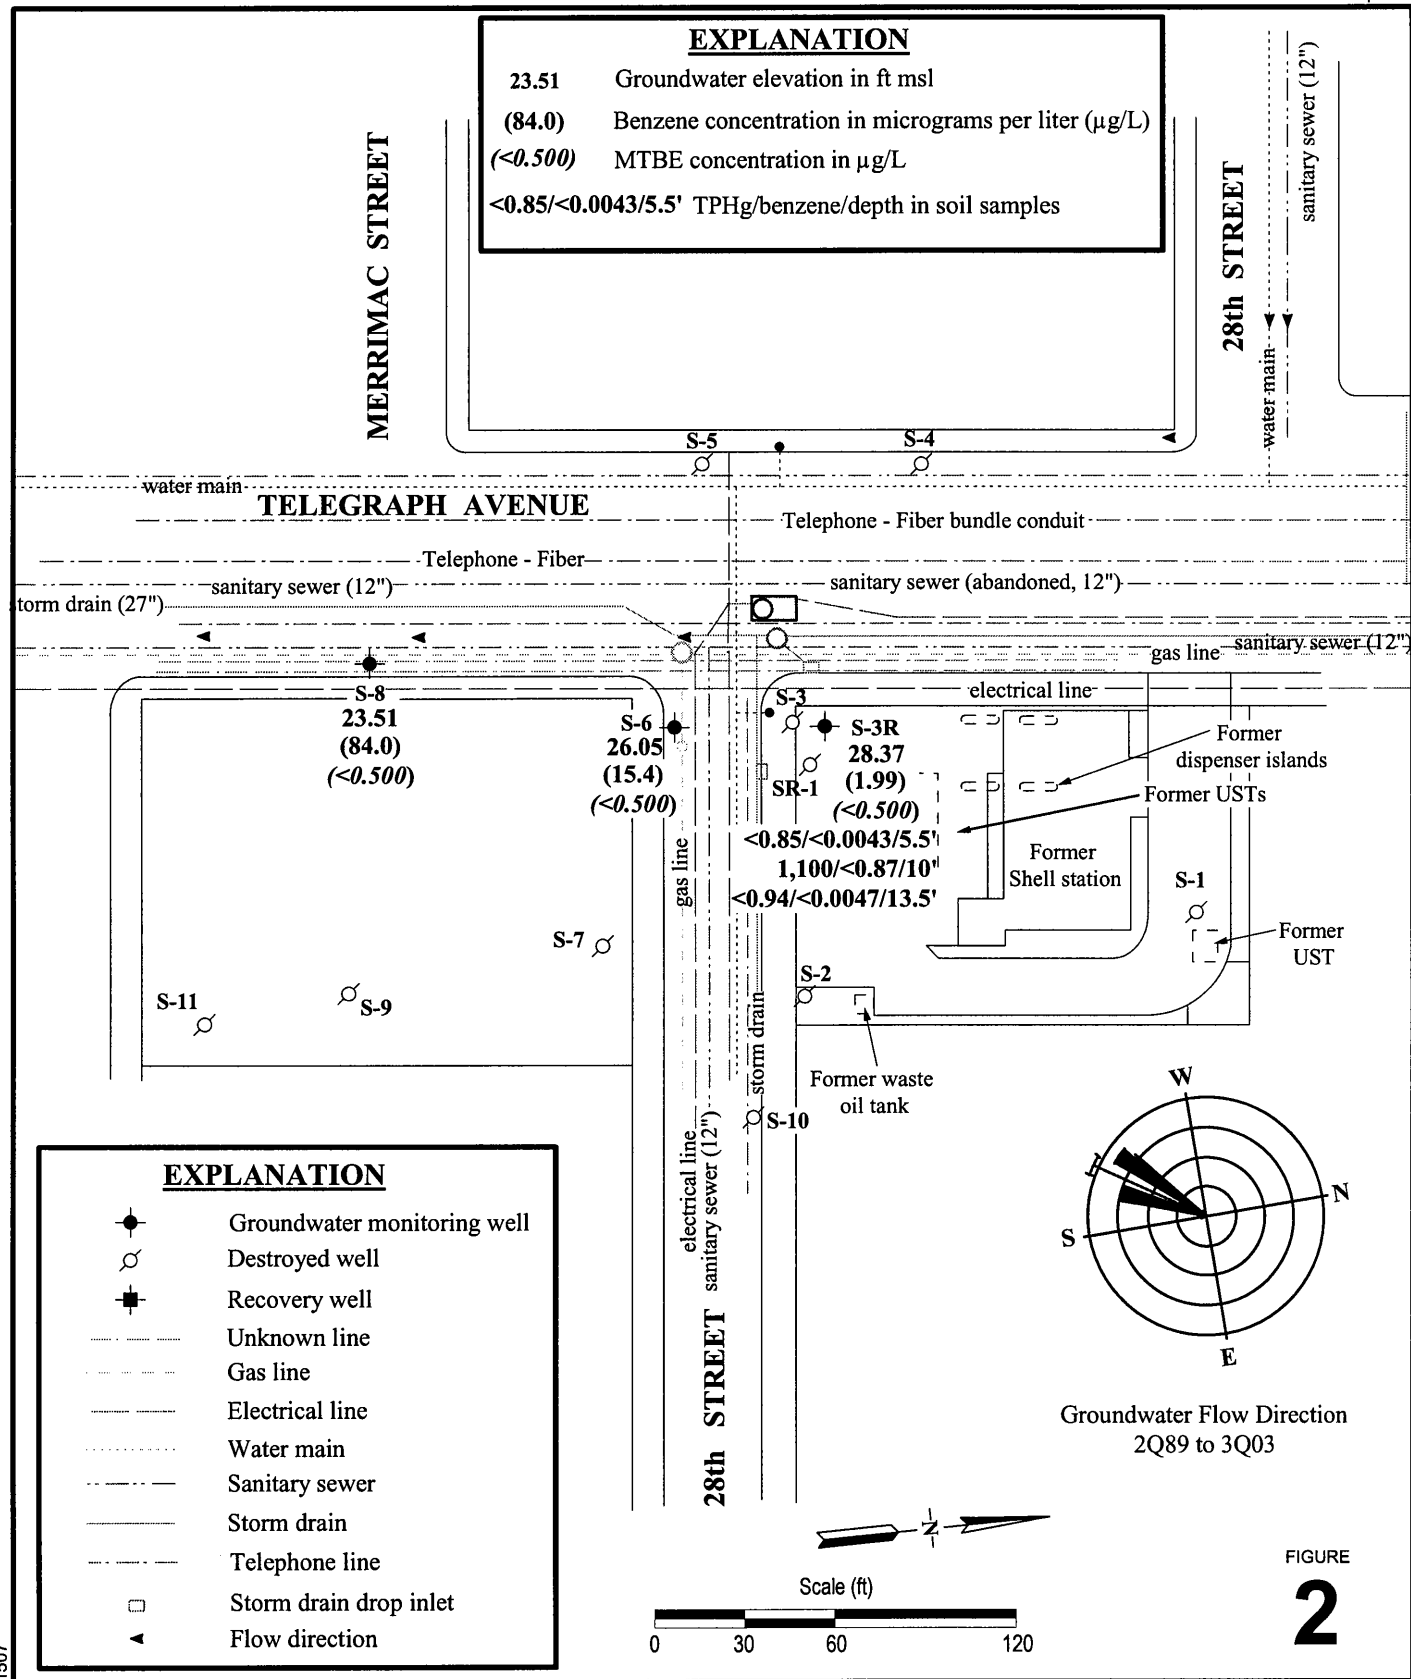 EXPLANATION
23.51 Groundwater elevation in ft msl
(84.0) Benzene concentration in micrograms per liter (µg/L)
(<0.500) MTBE concentration in µg/L
<0.85/<0.0043/5.5' TPHg/benzene/depth in soil samples
MERRIMAC STREET
28th STREET
sanitary sewer (12")
water main
S-5
S-4
water main
TELEGRAPH AVENUE
Telephone - Fiber bundle conduit
Telephone - Fiber
sanitary sewer (12")
sanitary sewer (abandoned, 12")
torm drain (27")
sanitary sewer (12")
gas line
electrical line
S-8
23.51
(84.0)
(<0.500)
S-6
26.05
(15.4)
(<0.500)
S-3
S-3R
28.37
(1.99)
(<0.500)
SR-1
<0.85/<0.0043/5.5'
1,100/<0.87/10'
<0.94/<0.0047/13.5'
Former
dispenser islands
Former USTs
Former
Shell station
S-1
Former
UST
gas line
S-7
S-2
S-11
S-9
storm drain
Former waste
oil tank
S-10
electrical line
sanitary sewer (12")
28th STREET
W
N
S
E
Groundwater Flow Direction
2Q89 to 3Q03
EXPLANATION
Groundwater monitoring well
Destroyed well
Recovery well
Unknown line
Gas line
Electrical line
Water main
Sanitary sewer
Storm drain
Telephone line
Storm drain drop inlet
Flow direction
N
Scale (ft)
0 30 60 120
FIGURE
2